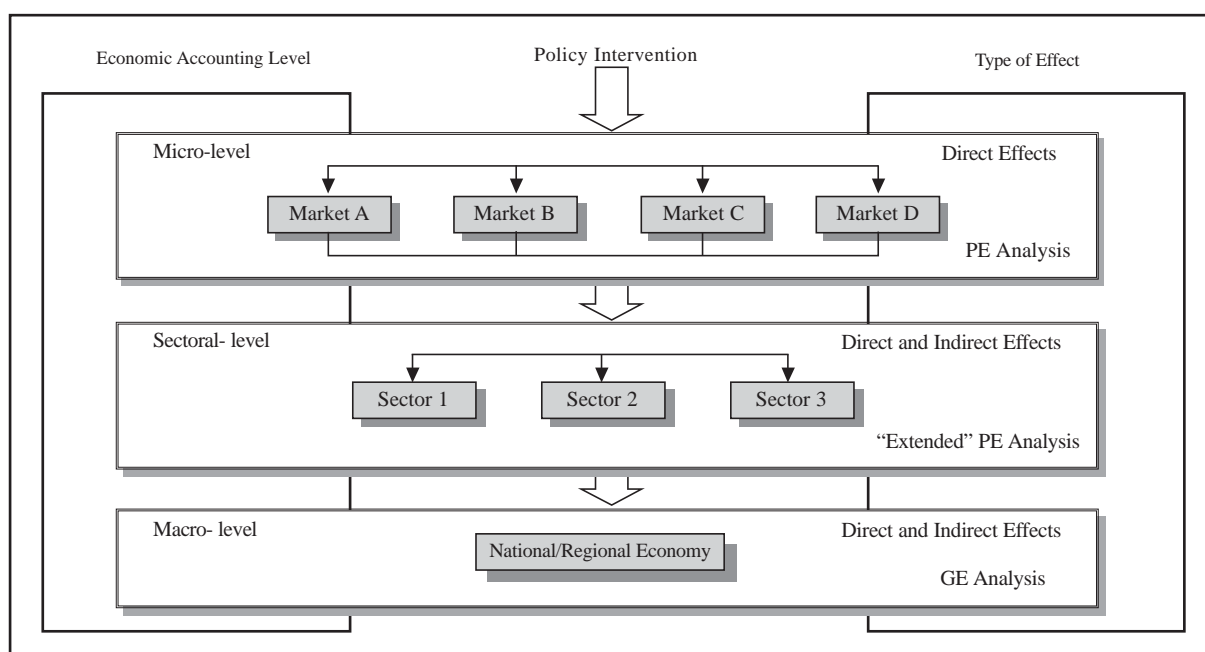 Economic Accounting Level
Policy Intervention
Type of Effect
Micro-level
Direct Effects
Market A
Market B
Market C
Market D
PE Analysis
Sectoral- level
Direct and Indirect Effects
Sector 1
Sector 2
Sector 3
“Extended” PE Analysis
Macro- level
Direct and Indirect Effects
National/Regional Economy
GE Analysis